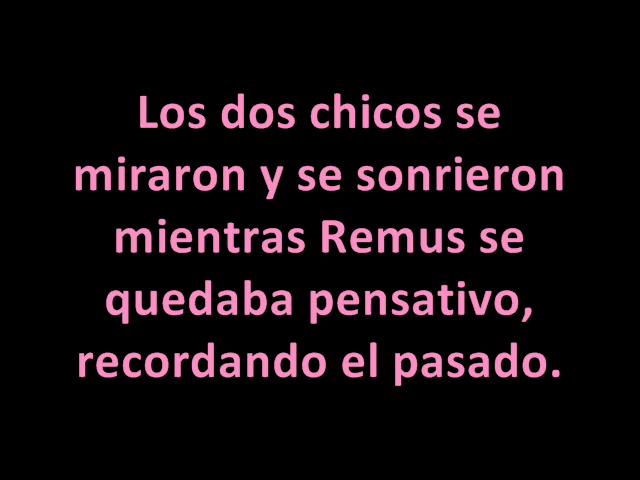 Los dos chicos se
miraron y se sonrieron
mientras Remus se
quedaba pensativo,
recordando el pasado.